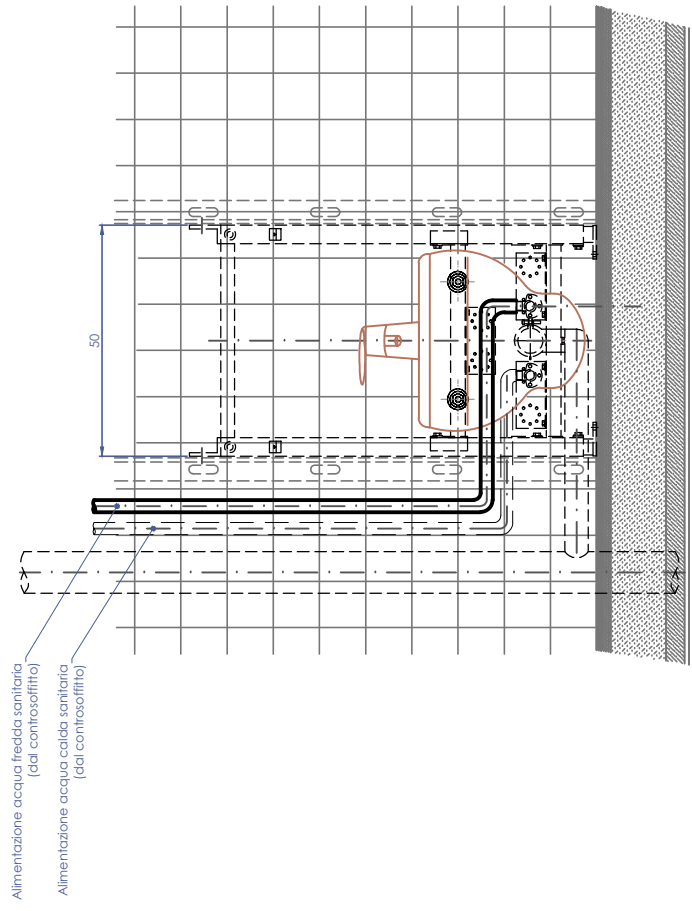 50
Alimentazione acqua fredda sanitaria
(dal controsoffitto)
Alimentazione acqua calda sanitaria
(dal controsoffitto)